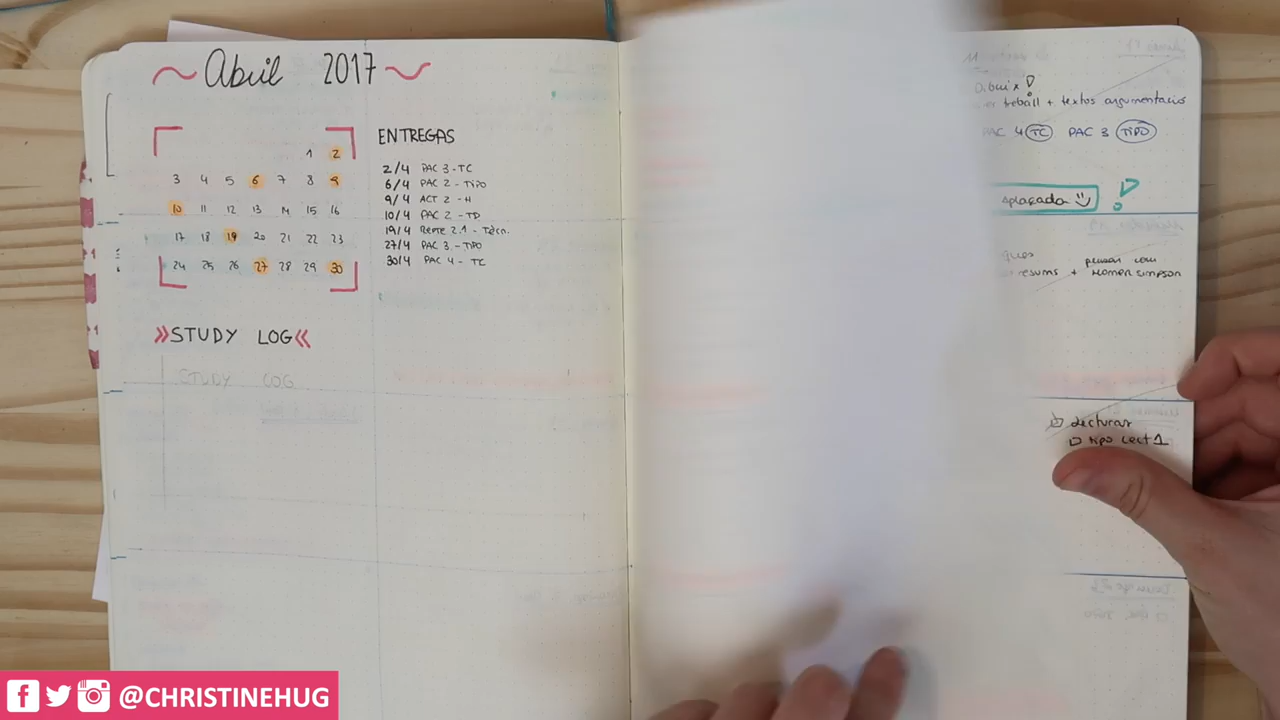 Abril 2017
1 2
3 4 5 6 7 8 9
10 11 12 13 14 15 16
17 18 19 20 21 22 23
24 25 26 27 28 29 30
ENTREGAS
2/4 PAC 3 - TC
6/4 PAC 2 - TIPO
9/4 ACT 2 - H
10/4 PAC 2 - TD
19/4 REPTE 2.1 - Técn.
27/4 PAC 3 - TIPO
30/4 PAC 4 - TC
»STUDY LOG«
STUDY LOG
Dibuix !
treball + textos argumentacio
PAC 4 TC PAC 3 TIPO
aplaçada !
resums + HOMER SIMPSON
lecturas
tipo Lect 1
@CHRISTINEHUG